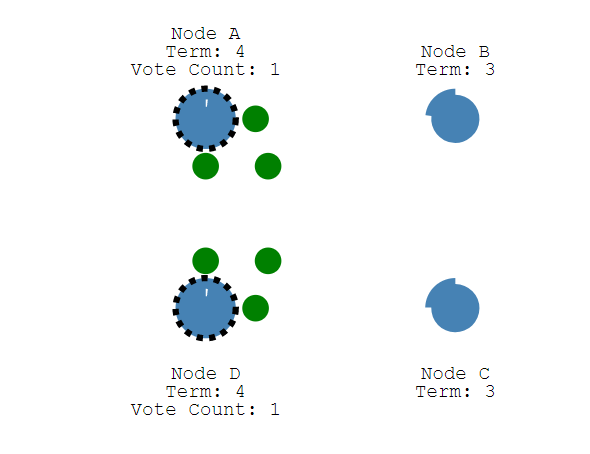 Node A
Term: 4
Vote Count: 1
Node B
Term: 3
Node D
Term: 4
Vote Count: 1
Node C
Term: 3